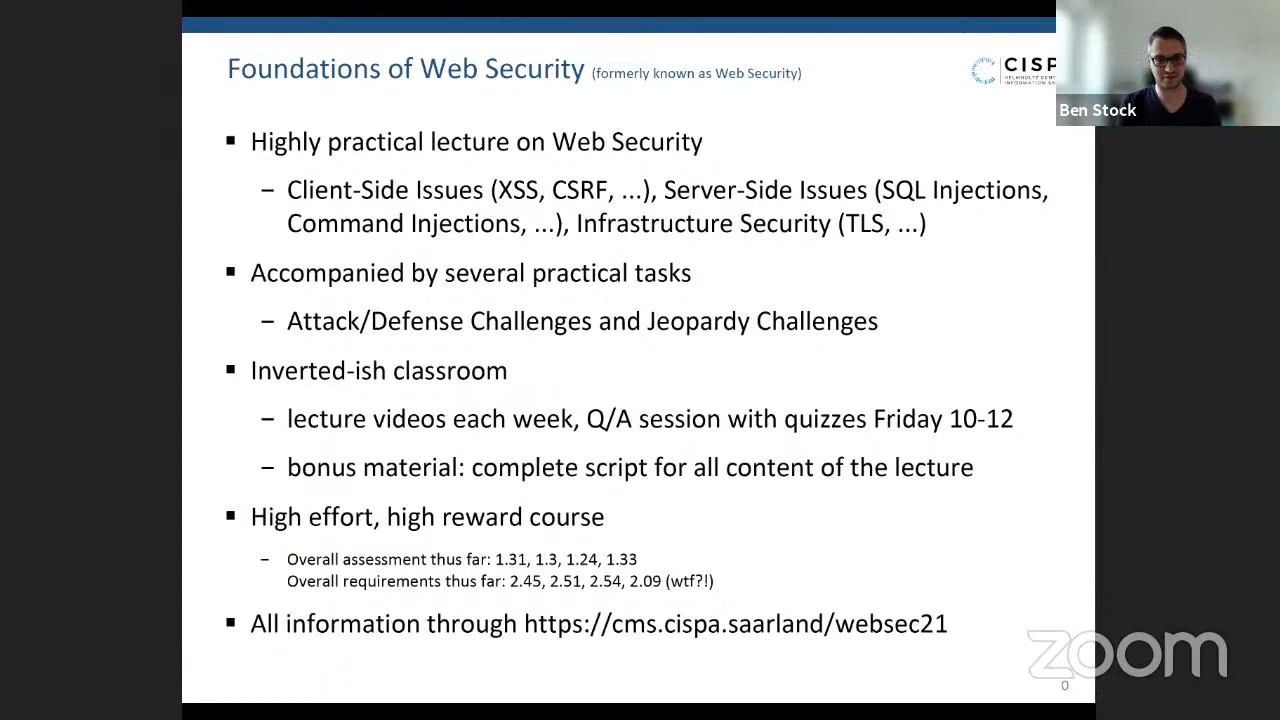 Foundations of Web Security (formerly known as Web Security)
CISP
HELMHOLTZ CENT
INFORMATION SE
Ben Stock
▪ Highly practical lecture on Web Security
– Client-Side Issues (XSS, CSRF, ...), Server-Side Issues (SQL Injections,
Command Injections, ...), Infrastructure Security (TLS, ...)
▪ Accompanied by several practical tasks
– Attack/Defense Challenges and Jeopardy Challenges
▪ Inverted-ish classroom
– lecture videos each week, Q/A session with quizzes Friday 10-12
– bonus material: complete script for all content of the lecture
▪ High effort, high reward course
– Overall assessment thus far: 1.31, 1.3, 1.24, 1.33
Overall requirements thus far: 2.45, 2.51, 2.54, 2.09 (wtf?!)
▪ All information through https://cms.cispa.saarland/websec21
zoom
0